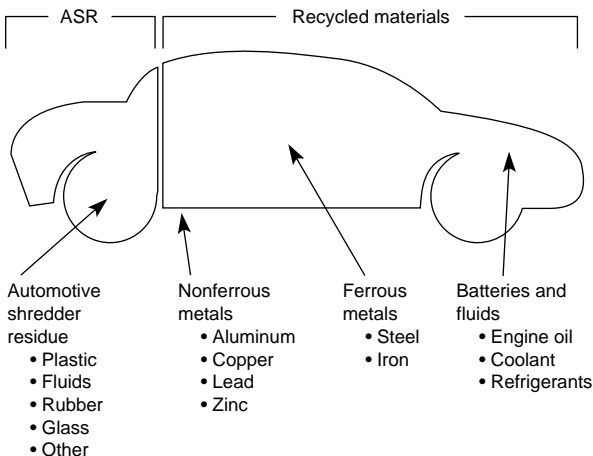 ASR
Recycled materials
Automotive
shredder
residue
• Plastic
• Fluids
• Rubber
• Glass
• Other
Nonferrous
metals
• Aluminum
• Copper
• Lead
• Zinc
Ferrous
metals
• Steel
• Iron
Batteries and
fluids
• Engine oil
• Coolant
• Refrigerants